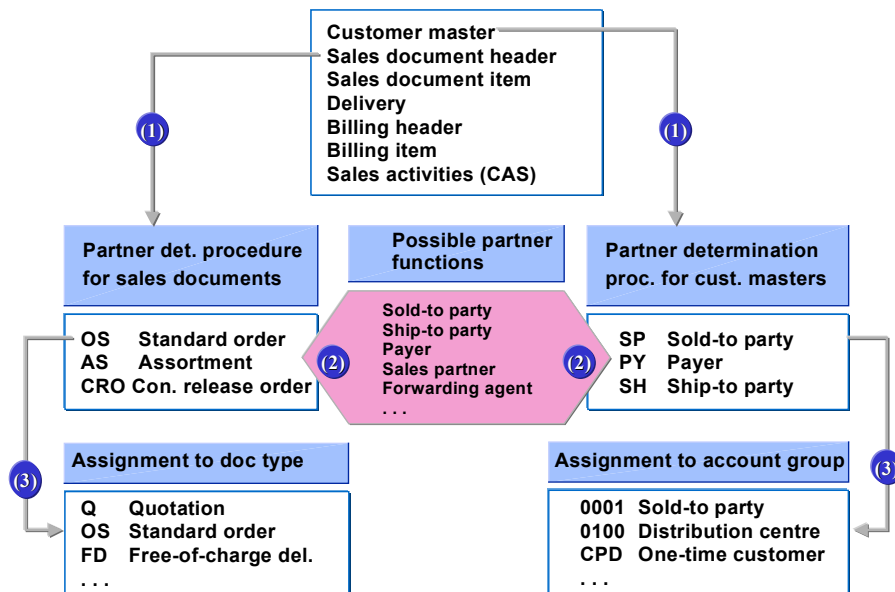 Customer master
Sales document header
Sales document item
Delivery
Billing header
Billing item
Sales activities (CAS)
(1)
(1)
Partner det. procedure
for sales documents
Possible partner
functions
Partner determination
proc. for cust. masters
OS Standard order
AS Assortment
CRO Con. release order
(2)
Sold-to party
Ship-to party
Payer
Sales partner
Forwarding agent
. . .
(2)
SP Sold-to party
PY Payer
SH Ship-to party
(3)
Assignment to doc type
Q Quotation
OS Standard order
FD Free-of-charge del.
. . .
Assignment to account group
(3)
0001 Sold-to party
0100 Distribution centre
CPD One-time customer
. . .